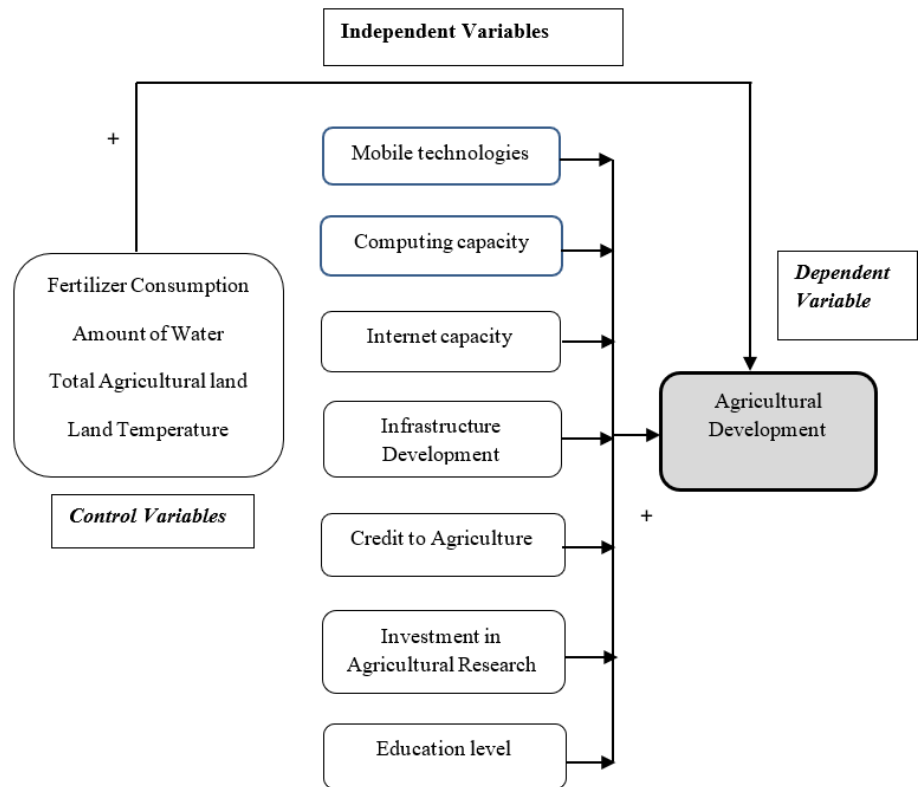 Independent Variables
+
Mobile technologies
Computing capacity
Internet capacity
Infrastructure
Development
Credit to Agriculture
Investment in
Agricultural Research
Education level
Fertilizer Consumption
Amount of Water
Total Agricultural land
Land Temperature
Control Variables
Dependent
Variable
Agricultural
Development
+